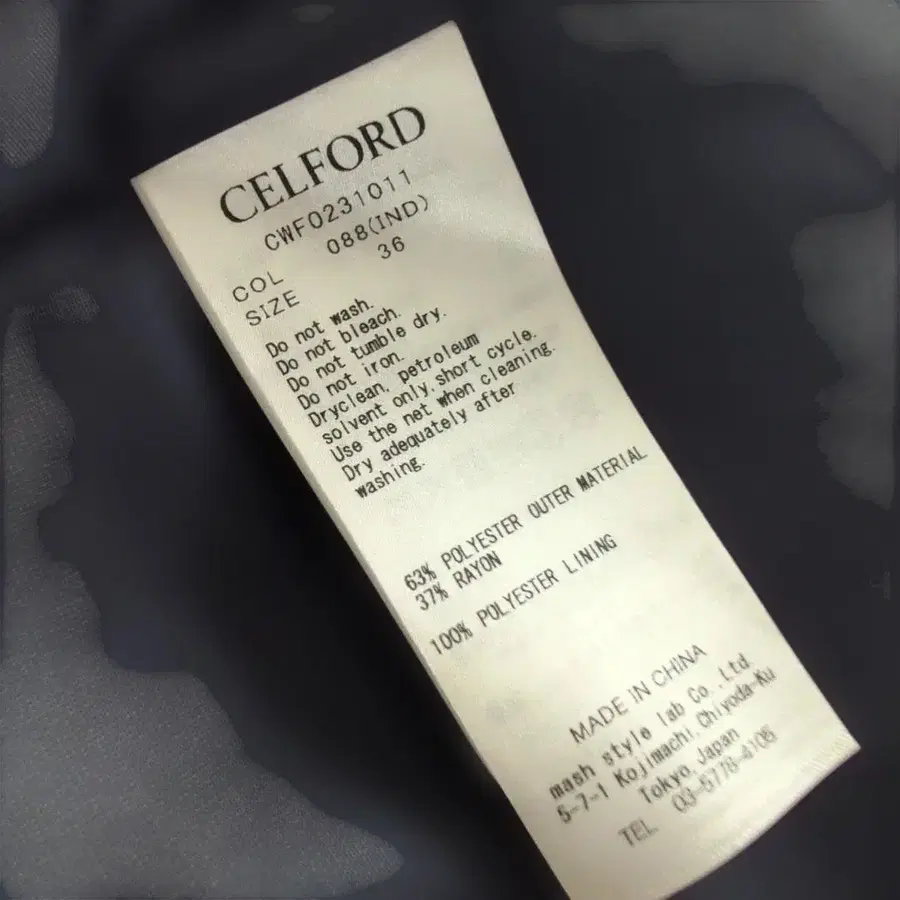 CELFORD
CWF0231011
COL 088(IND)
SIZE 36
Do not wash.
Do not bleach.
Do not tumble dry.
Do not iron.
Dryclean, petroleum
solvent only, short cycle.
Use the net when cleaning.
Dry adequately after
washing.
63% POLYESTER OUTER MATERIAL
37% RAYON
100% POLYESTER LINING
MADE IN CHINA
mash style lab Co., Ltd.
5-7-1 Kojimachi, Chiyoda-Ku
Tokyo, Japan
TEL 03-5778-4106